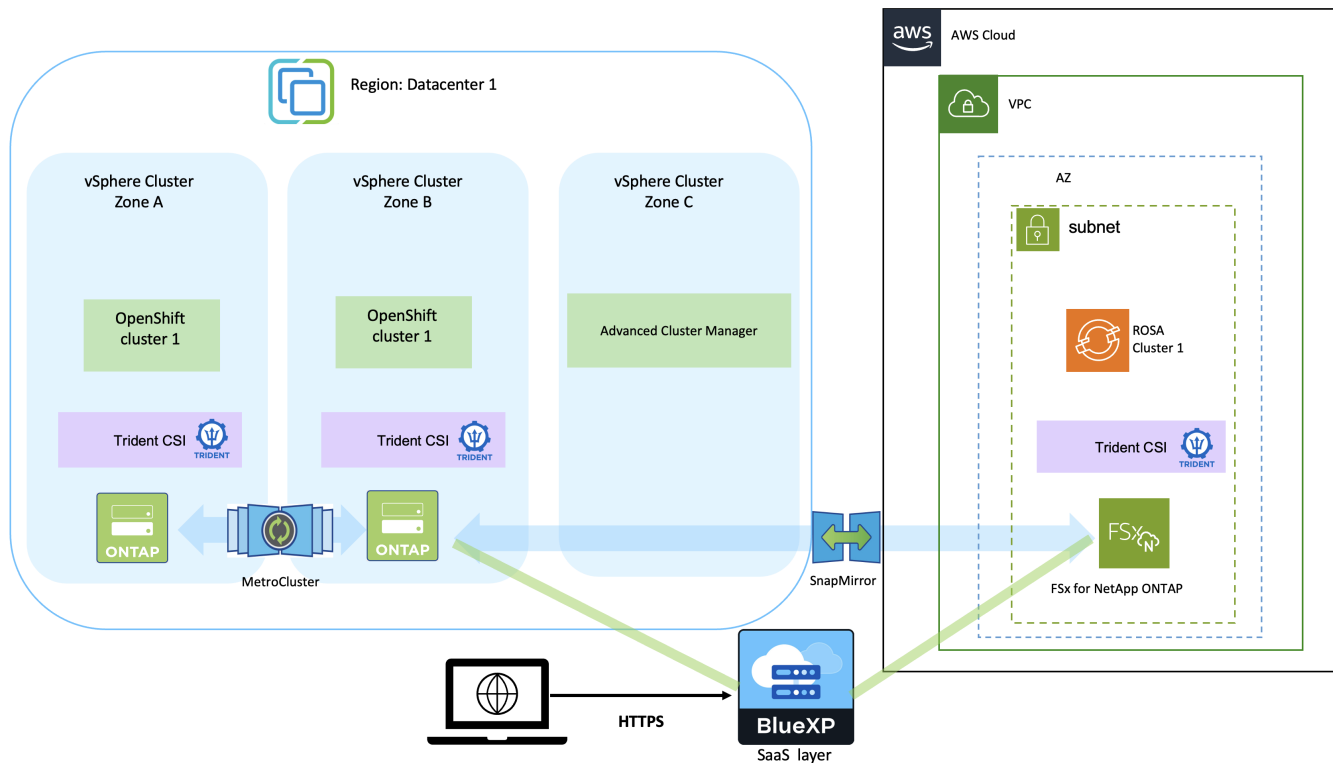 Region: Datacenter 1
vSphere Cluster
Zone A
OpenShift
cluster 1
Trident CSI
TRIDENT
ONTAP
MetroCluster
vSphere Cluster
Zone B
OpenShift
cluster 1
Trident CSI
TRIDENT
ONTAP
vSphere Cluster
Zone C
Advanced Cluster Manager
SnapMirror
aws
AWS Cloud
VPC
AZ
subnet
ROSA
Cluster 1
Trident CSI
TRIDENT
FSx
N
FSx for NetApp ONTAP
HTTPS
BlueXP
SaaS layer